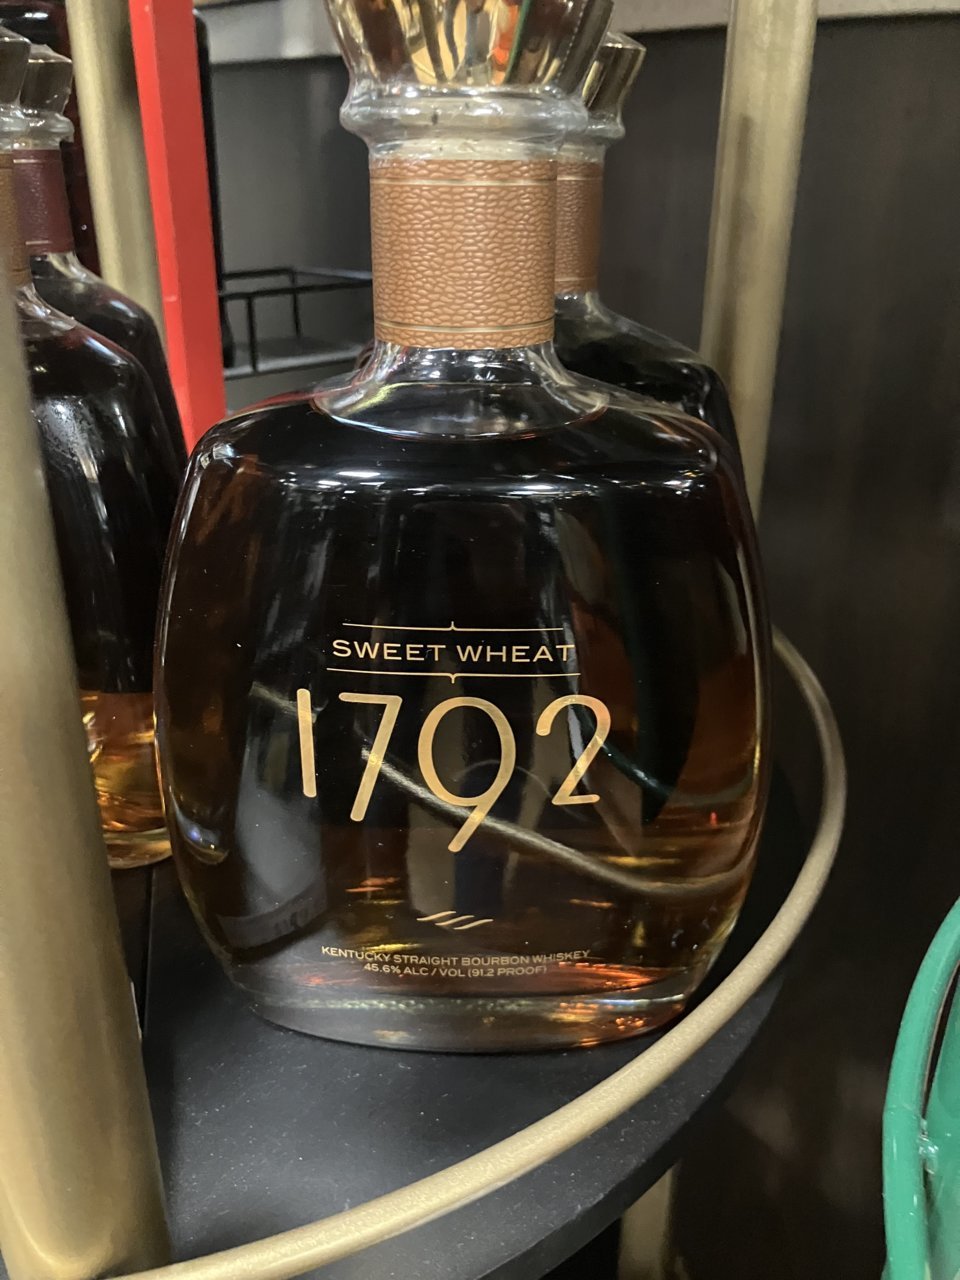 SWEET WHEAT
1792
KENTUCKY STRAIGHT BOURBON WHISKEY
45.6% ALC / VOL (91.2 PROOF)